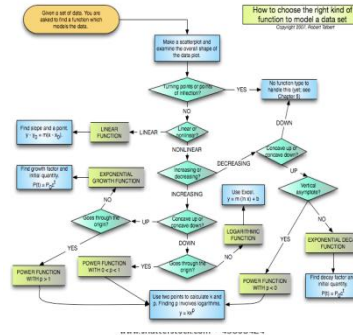 How to choose the right kind of
function to model a data set
Copyright 2007, Robert Talbert
Given a set of data. You are
asked to find a function which
models the data.
Make a scatterplot and
examine the overall shape of
the data plot.
Turning points or points
of inflection?
YES
No function type to
handle this (yet; see
Chapter 5)
NO
DOWN
Find slope and a point.
LINEAR
FUNCTION
LINEAR
Linear or
nonlinear?
Concave up or
concave down?
NONLINEAR
DECREASING
UP
Find growth factor and
initial quantity.
EXPONENTIAL
GROWTH FUNCTION
Increasing or
decreasing?
Vertical
asymptote?
INCREASING
Use Excel.
y = m (ln x) + b
NO
NO
Goes through the
origin?
UP
Concave up or
concave down?
LOGARITHMIC
FUNCTION
YES
DOWN
NO
EXPONENTIAL DECAY
FUNCTION
YES
YES
Goes through the
origin?
POWER FUNCTION
WITH p > 1
POWER FUNCTION
WITH 0 < p < 1
POWER FUNCTION
WITH p < 0
Find decay factor and
initial quantity.
Use two points to calculate k and
p. Finding p involves logarithms.